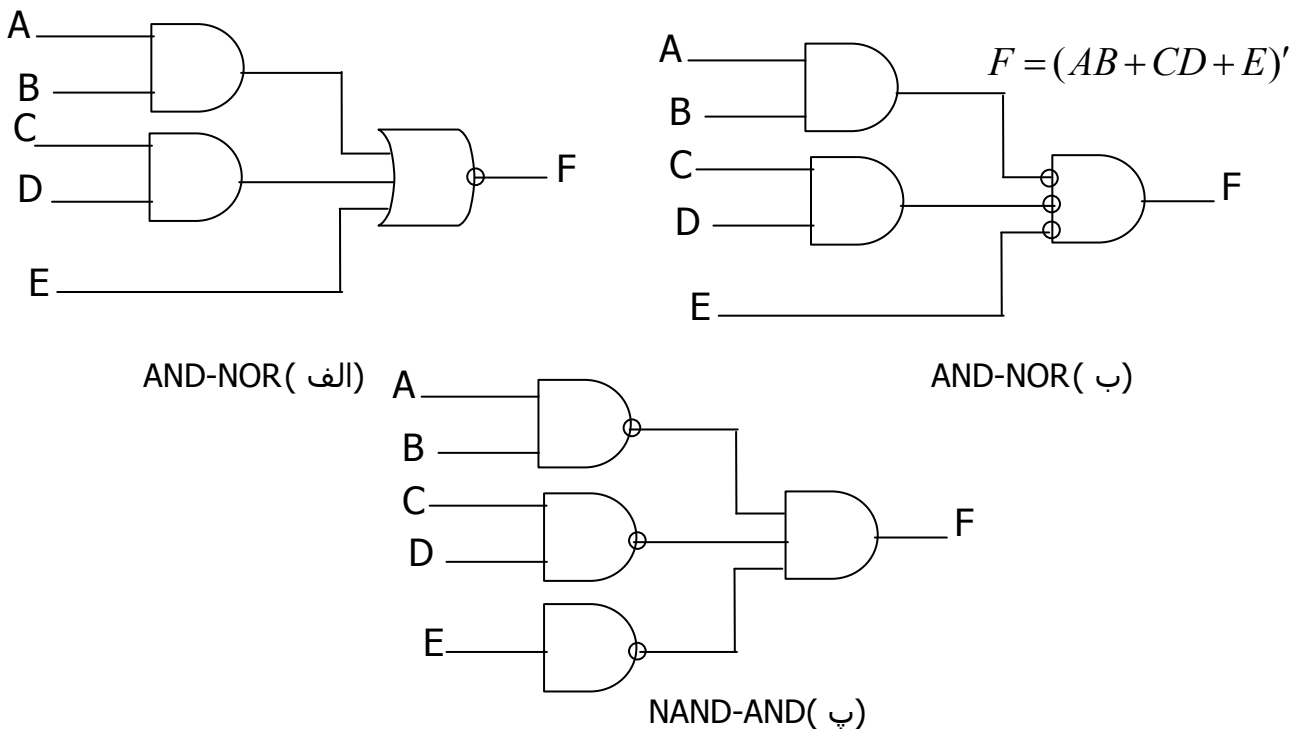 A
B
C
D
E
F
AND-NOR( الف)
A
B
C
D
E
F = (AB + CD + E)′
F
AND-NOR( ب)
A
B
C
D
E
F
NAND-AND( پ)